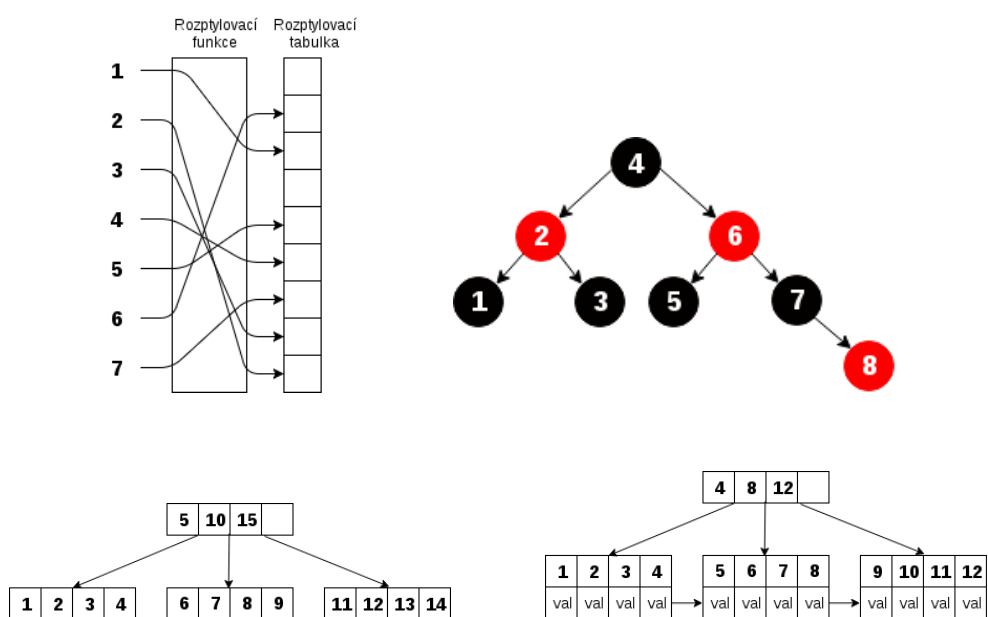 Rozptylovací funkce
Rozptylovací tabulka
1
2
3
4
5
6
7
4
2
6
1
3
5
7
8
5 10 15
1 2 3 4
6 7 8 9
11 12 13 14
4 8 12
1 2 3 4
val val val val
5 6 7 8
val val val val
9 10 11 12
val val val val